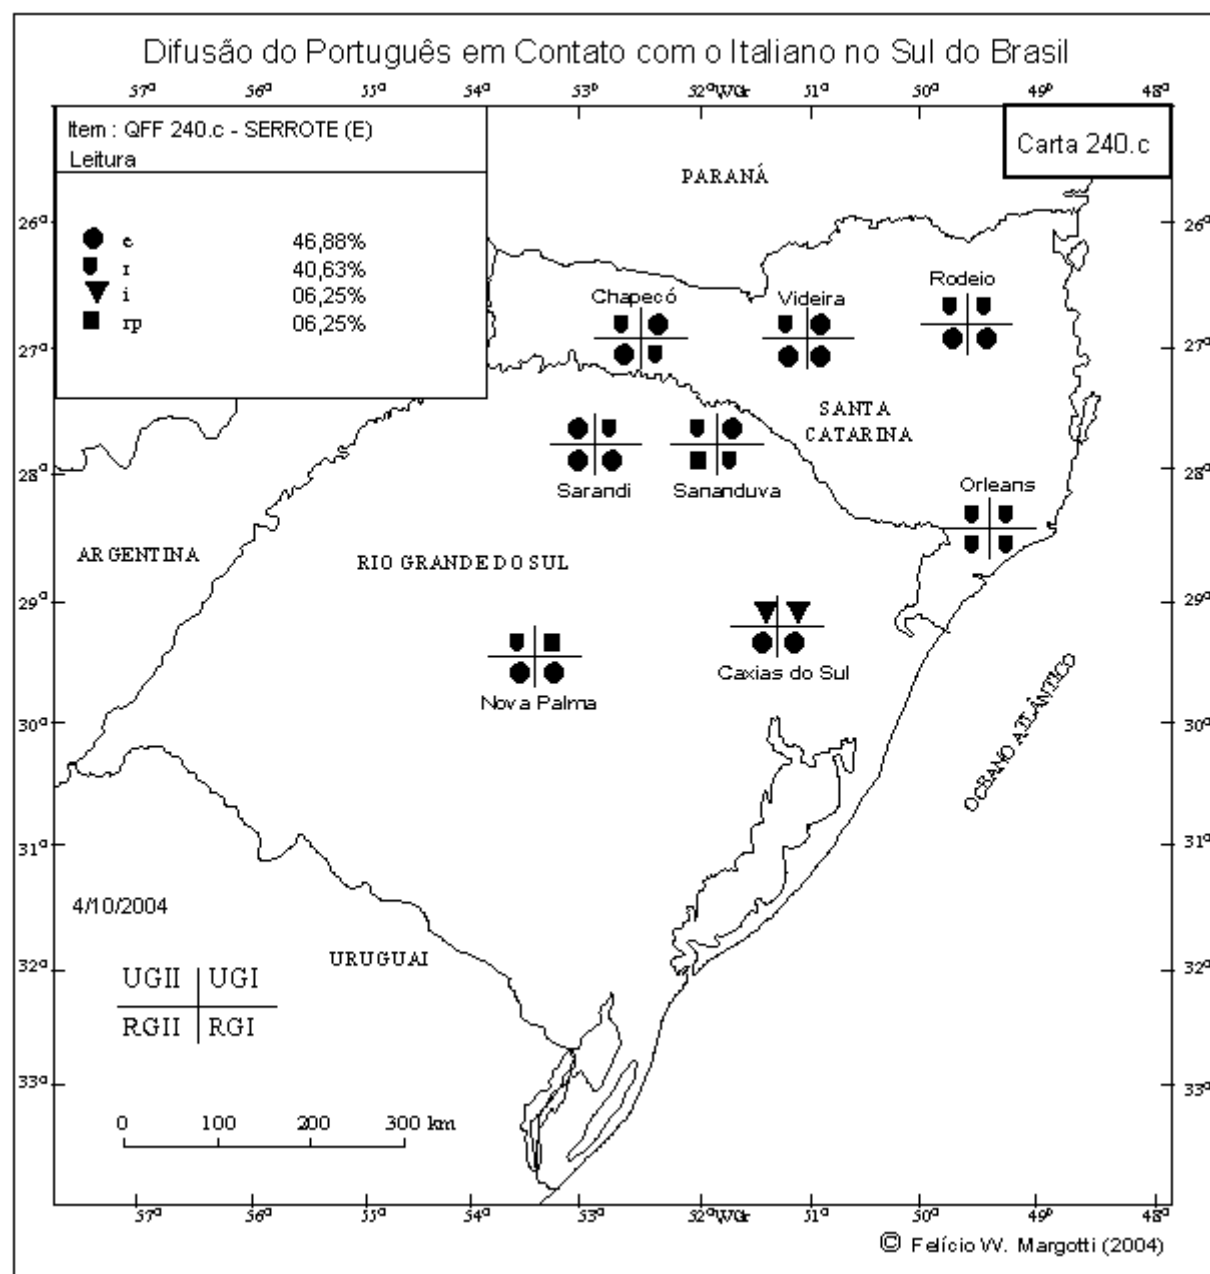 Difusão do Português em Contato com o Italiano no Sul do Brasil
57º 56º 55º 54º 53º 52ºWGr 51º 50º 49º 48º
Item : QFF 240.c - SERROTE (E)
Leitura
Carta 240.c
e 46,88%
ɪ 40,63%
i 06,25%
rp 06,25%
PARANÁ
26º 26º
Chapecó Videira Rodeio
27º 27º
SANTA
CATARINA
28º 28º
Sarandi Sananduva Orleans
ARGENTINA
RIO GRANDE DO SUL
29º 29º
Nova Palma Caxias do Sul
OCEANO ATLÂNTICO
30º 30º
31º 31º
4/10/2004
URUGUAI
32º 32º
UGII UGI
RGII RGI
33º 33º
0 100 200 300 km
57º 56º 55º 54º 53º 52ºWGr 51º 50º 49º 48º
© Felício W. Margotti (2004)